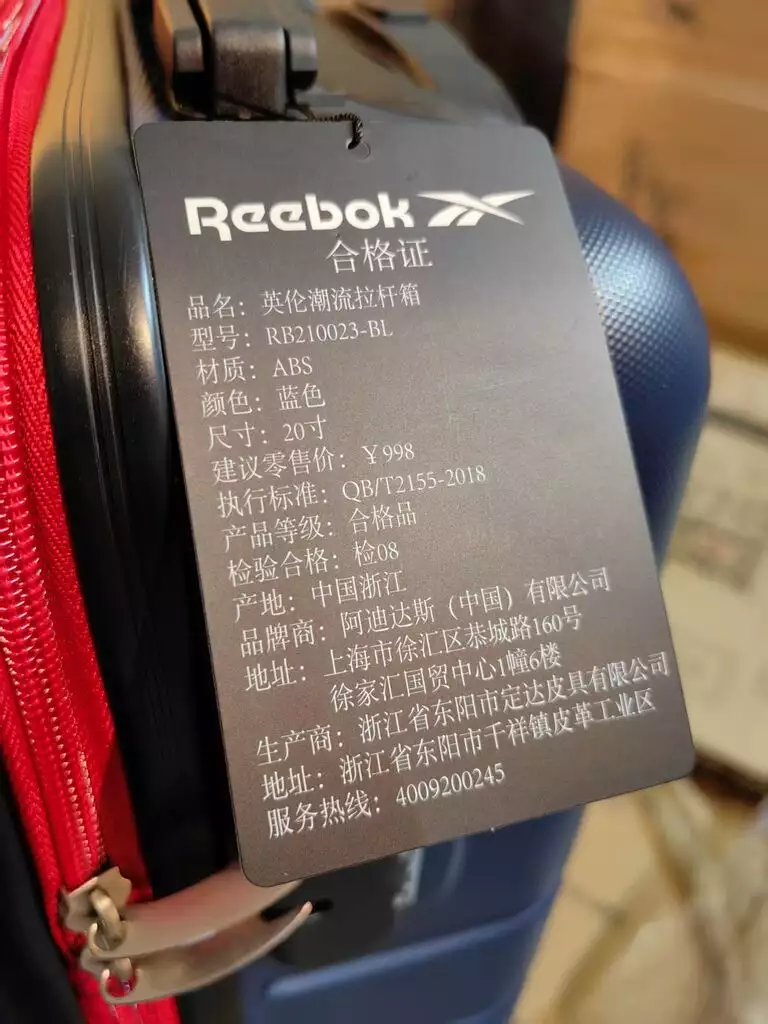 Reebok
合格证
品名：英伦潮流拉杆箱
型号：RB210023-BL
材质：ABS
颜色：蓝色
尺寸：20寸
建议零售价：￥998
执行标准：QB/T2155-2018
产品等级：合格品
检验合格：检08
产地：中国浙江
品牌商：阿迪达斯（中国）有限公司
地址：上海市徐汇区恭城路160号
徐家汇国贸中心1幢6楼
生产商：浙江省东阳市定达皮具有限公司
地址：浙江省东阳市千祥镇皮革工业区
服务热线：4009200245